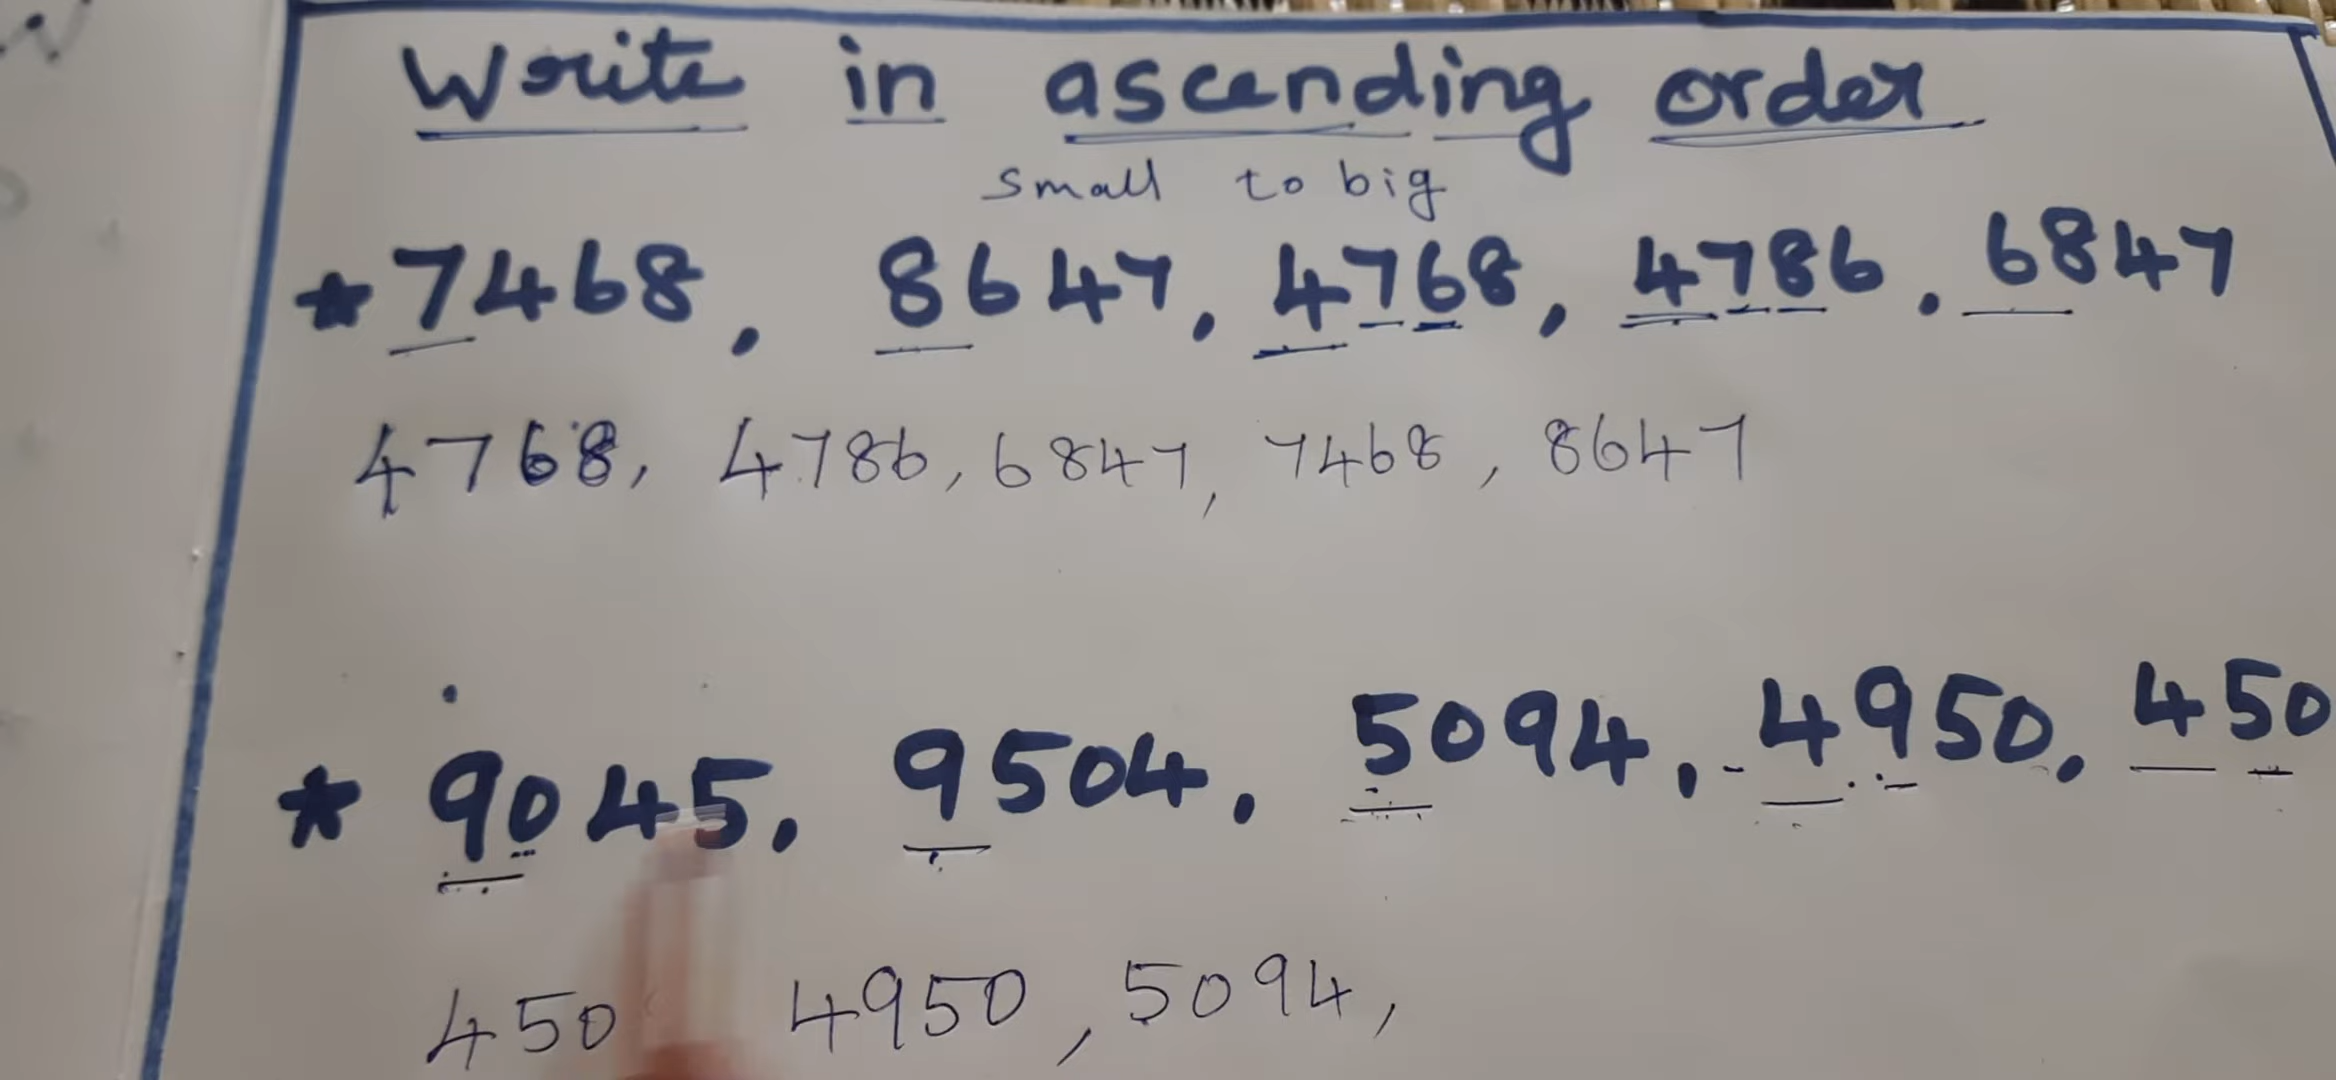 Write in ascending order
small to big
* 7468, 8647, 4768, 4786, 6847
4768, 4786, 6847, 7468, 8647
* 9045, 9504, 5094, 4950, 450
450 4950, 5094,